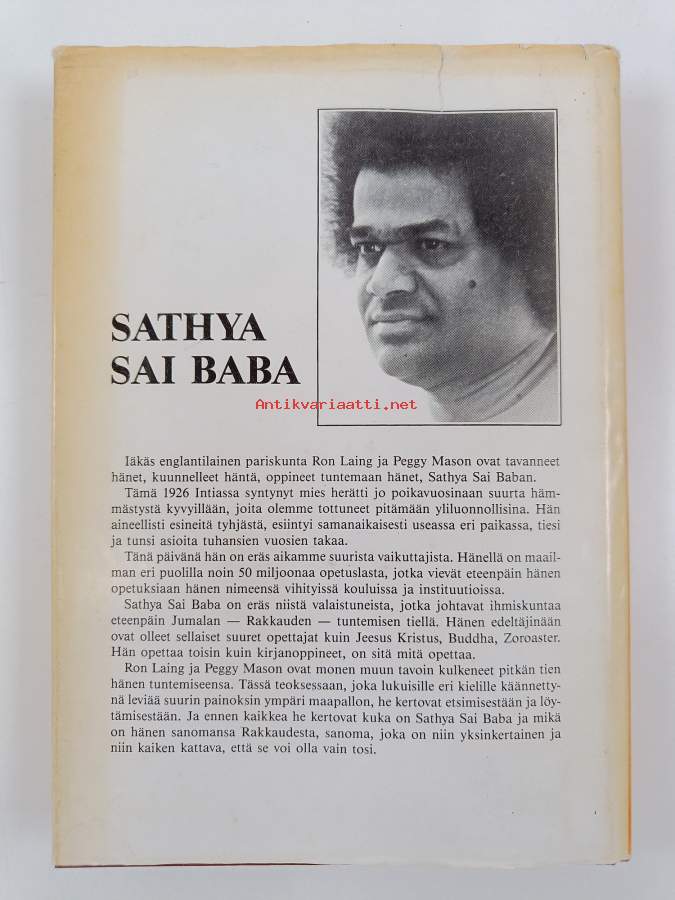 SATHYA
SAI BABA
Antikvariaatti.net
Iäkäs englantilainen pariskunta Ron Laing ja Peggy Mason ovat tavanneet
hänet, kuunnelleet häntä, oppineet tuntemaan hänet, Sathya Sai Baban.
Tämä 1926 Intiassa syntynyt mies herätti jo poikavuosinaan suurta häm-
mästystä kyvyillään, joita olemme tottuneet pitämään yliluonnollisina. Hän
aineellisti esineitä tyhjästä, esiintyi samanaikaisesti useassa eri paikassa, tiesi
ja tunsi asioita tuhansien vuosien takaa.
Tänä päivänä hän on eräs aikamme suurista vaikuttajista. Hänellä on maail-
man eri puolilla noin 50 miljoonaa opetuslasta, jotka vievät eteenpäin hänen
opetuksiaan hänen nimeensä vihityissä kouluissa ja instituutioissa.
Sathya Sai Baba on eräs niistä valaistuneista, jotka johtavat ihmiskuntaa
eteenpäin Jumalan — Rakkauden — tuntemisen tiellä. Hänen edeltäjinään
ovat olleet sellaiset suuret opettajat kuin Jeesus Kristus, Buddha, Zoroaster.
Hän opettaa toisin kuin kirjanoppineet, on sitä mitä opettaa.
Ron Laing ja Peggy Mason ovat monen muun tavoin kulkeneet pitkän tien
hänen tuntemiseensa. Tässä teoksessaan, joka lukuisille eri kielille käännetty-
nä leviää suurin painoksin ympäri maapallon, he kertovat etsimisestään ja löy-
tämisestään. Ja ennen kaikkea he kertovat kuka on Sathya Sai Baba ja mikä
on hänen sanomansa Rakkaudesta, sanoma, joka on niin yksinkertainen ja
niin kaiken kattava, että se voi olla vain tosi.